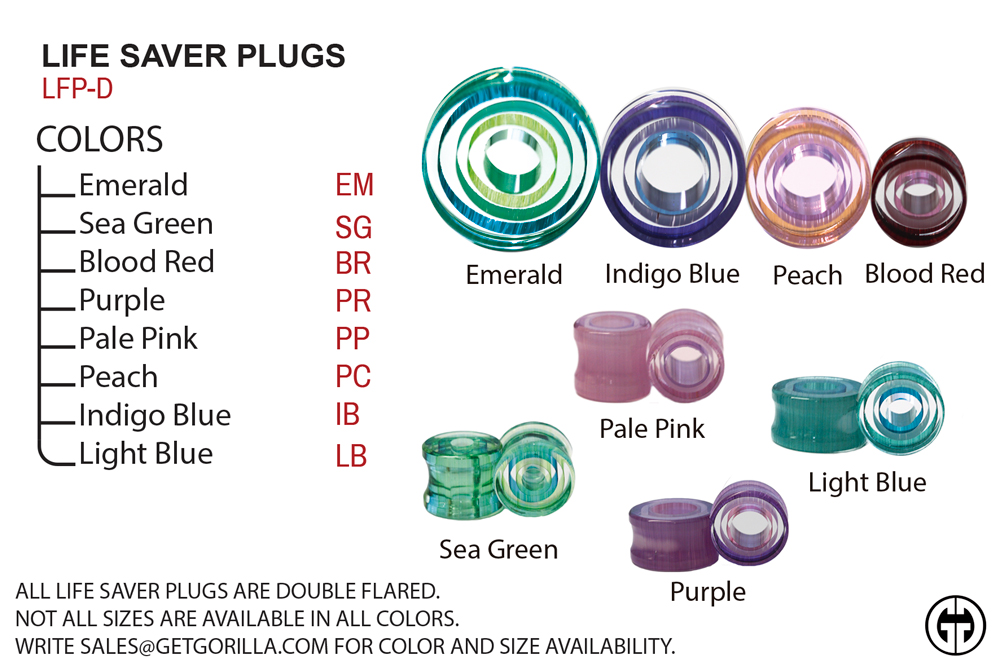 LIFE SAVER PLUGS
LFP-D
COLORS
Emerald EM
Sea Green SG
Blood Red BR
Purple PR
Pale Pink PP
Peach PC
Indigo Blue IB
Light Blue LB
Emerald Indigo Blue Peach Blood Red
Pale Pink
Light Blue
Sea Green
Purple
ALL LIFE SAVER PLUGS ARE DOUBLE FLARED.
NOT ALL SIZES ARE AVAILABLE IN ALL COLORS.
WRITE SALES@GETGORILLA.COM FOR COLOR AND SIZE AVAILABILITY.